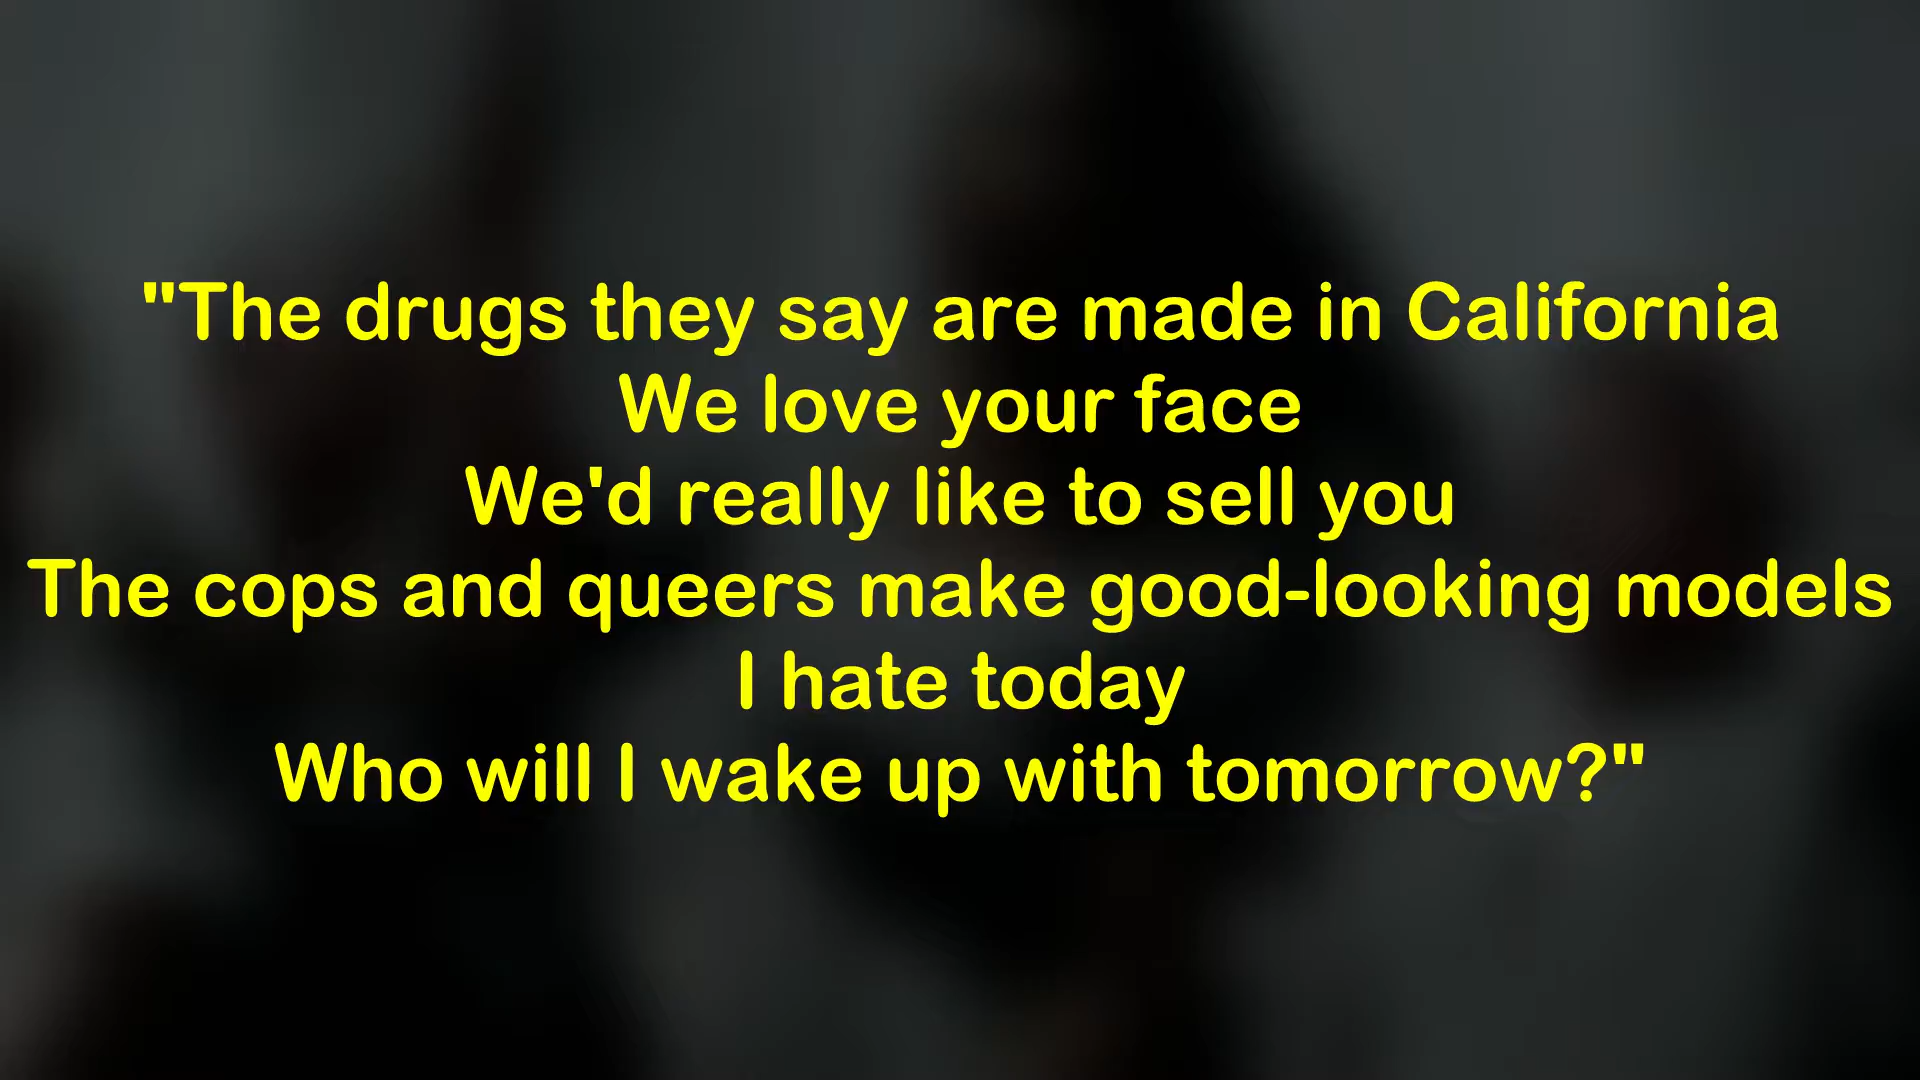 "The drugs they say are made in California
We love your face
We'd really like to sell you
The cops and queers make good-looking models
I hate today
Who will I wake up with tomorrow?"